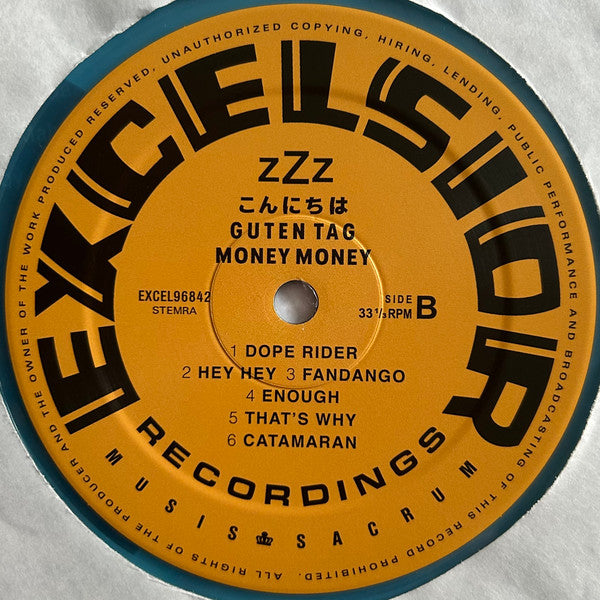 ALL RIGHTS OF THE PRODUCER AND THE OWNER OF THE WORK PRODUCED RESERVED, UNAUTHORIZED COPYING, HIRING, LENDING, PUBLIC PERFORMANCE AND BROADCASTING OF THIS RECORD PROHIBITED.
EXCELSIOR
zZz
こんにちは
GUTEN TAG
MONEY MONEY
EXCEL96842
STEMRA
SIDE B
33⅓RPM
1 DOPE RIDER
2 HEY HEY 3 FANDANGO
4 ENOUGH
5 THAT'S WHY
6 CATAMARAN
RECORDINGS
MUSIS SACRUM